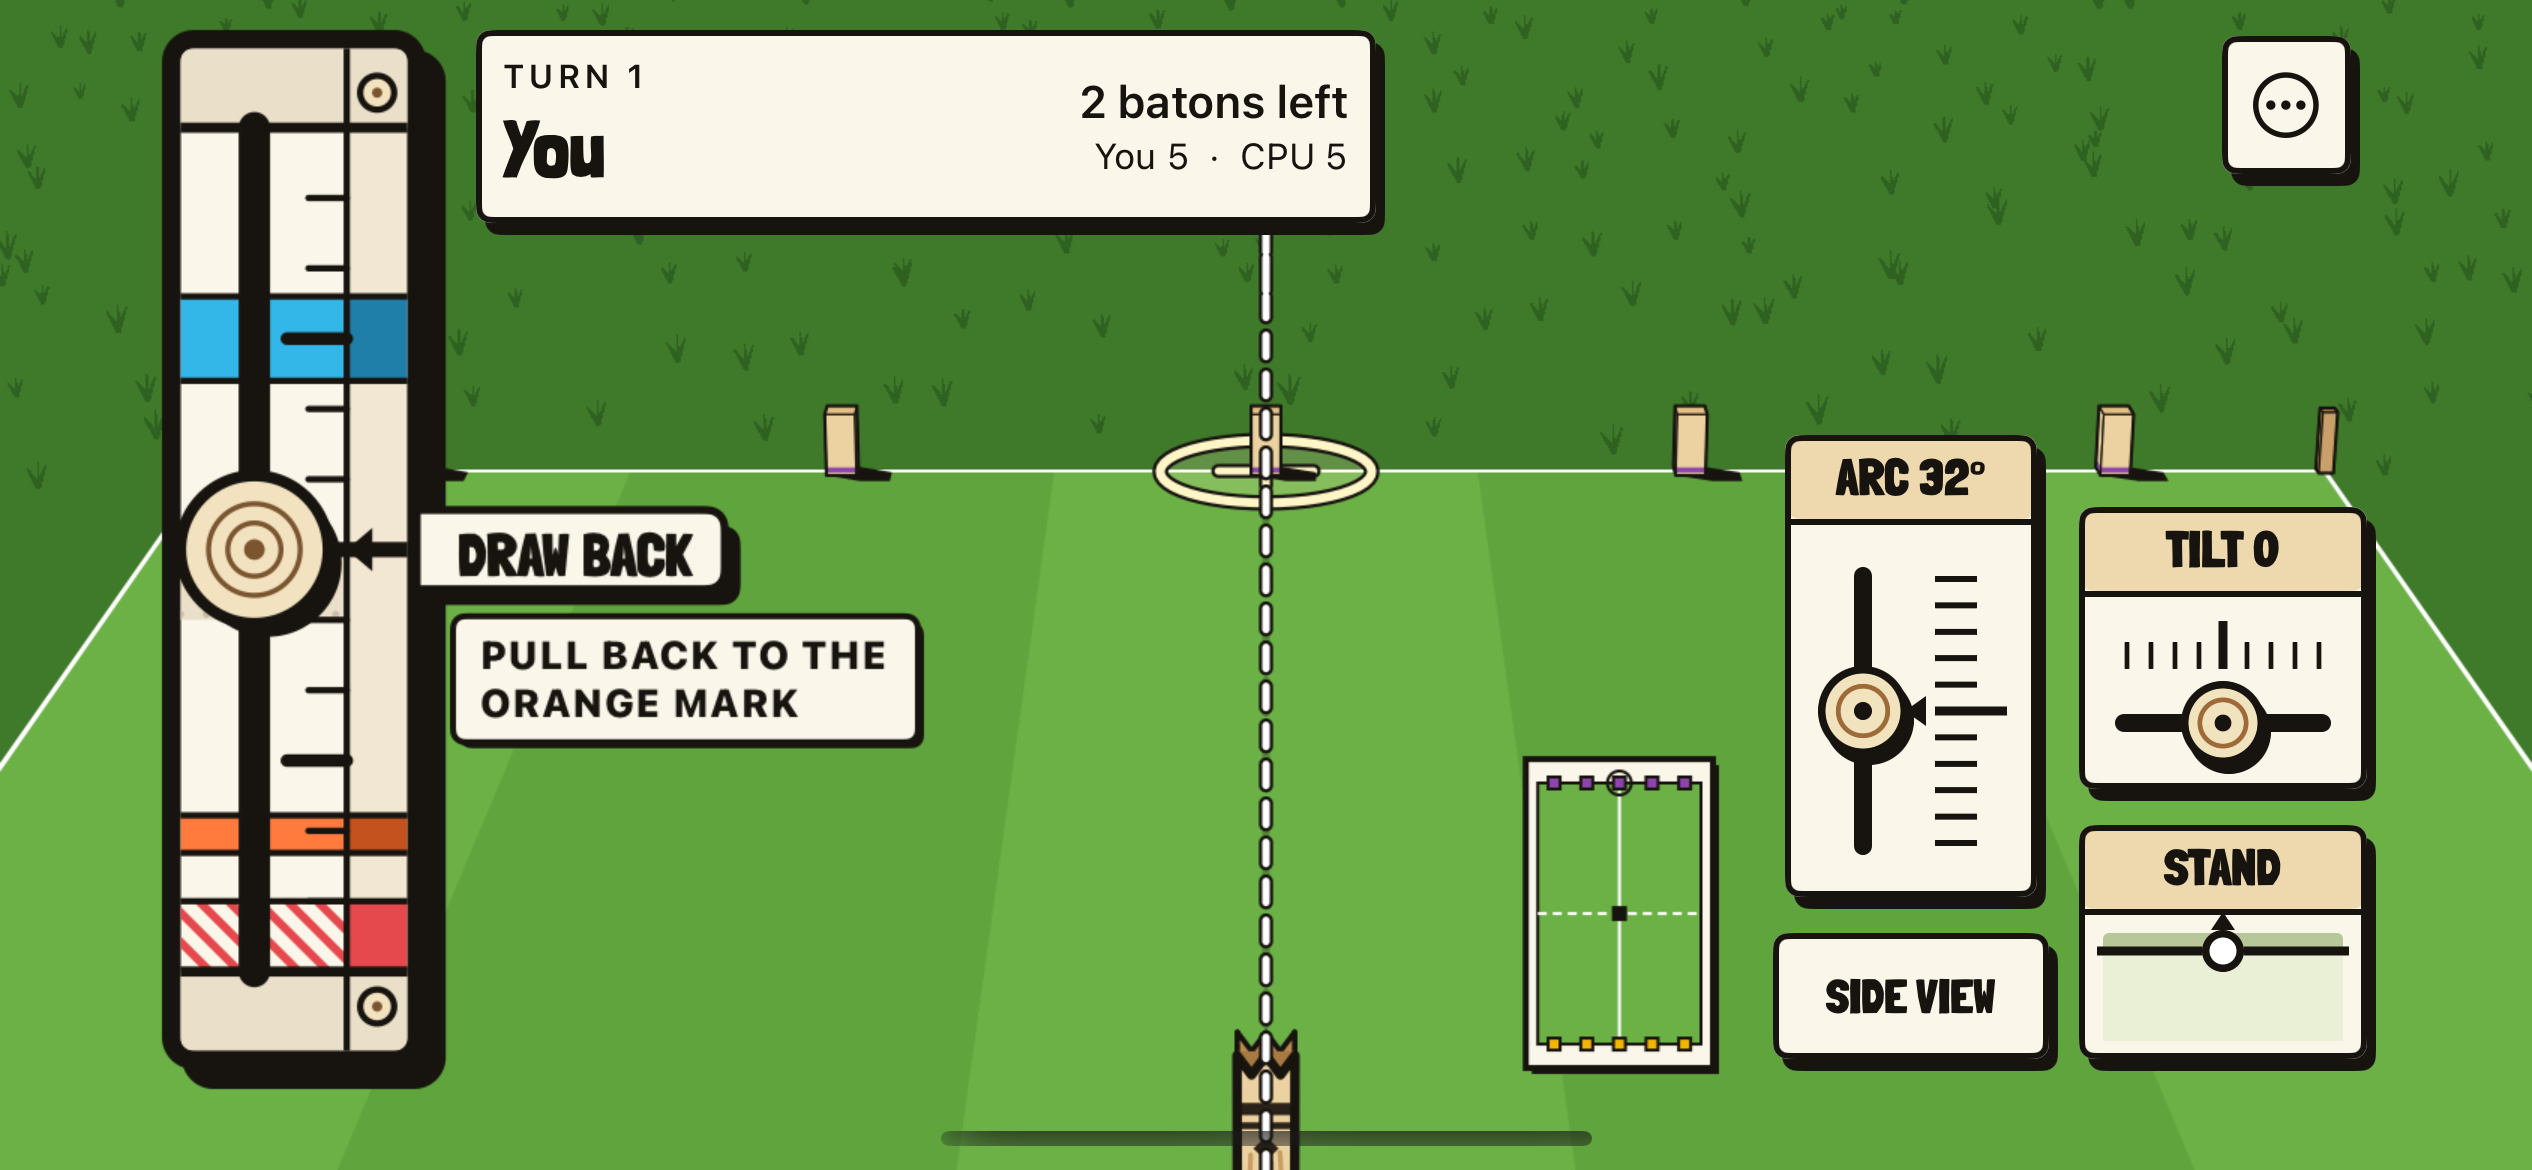 TURN 1
You
2 batons left
You 5 · CPU 5
DRAW BACK
PULL BACK TO THE
ORANGE MARK
ARC 32°
TILT 0
STAND
SIDE VIEW